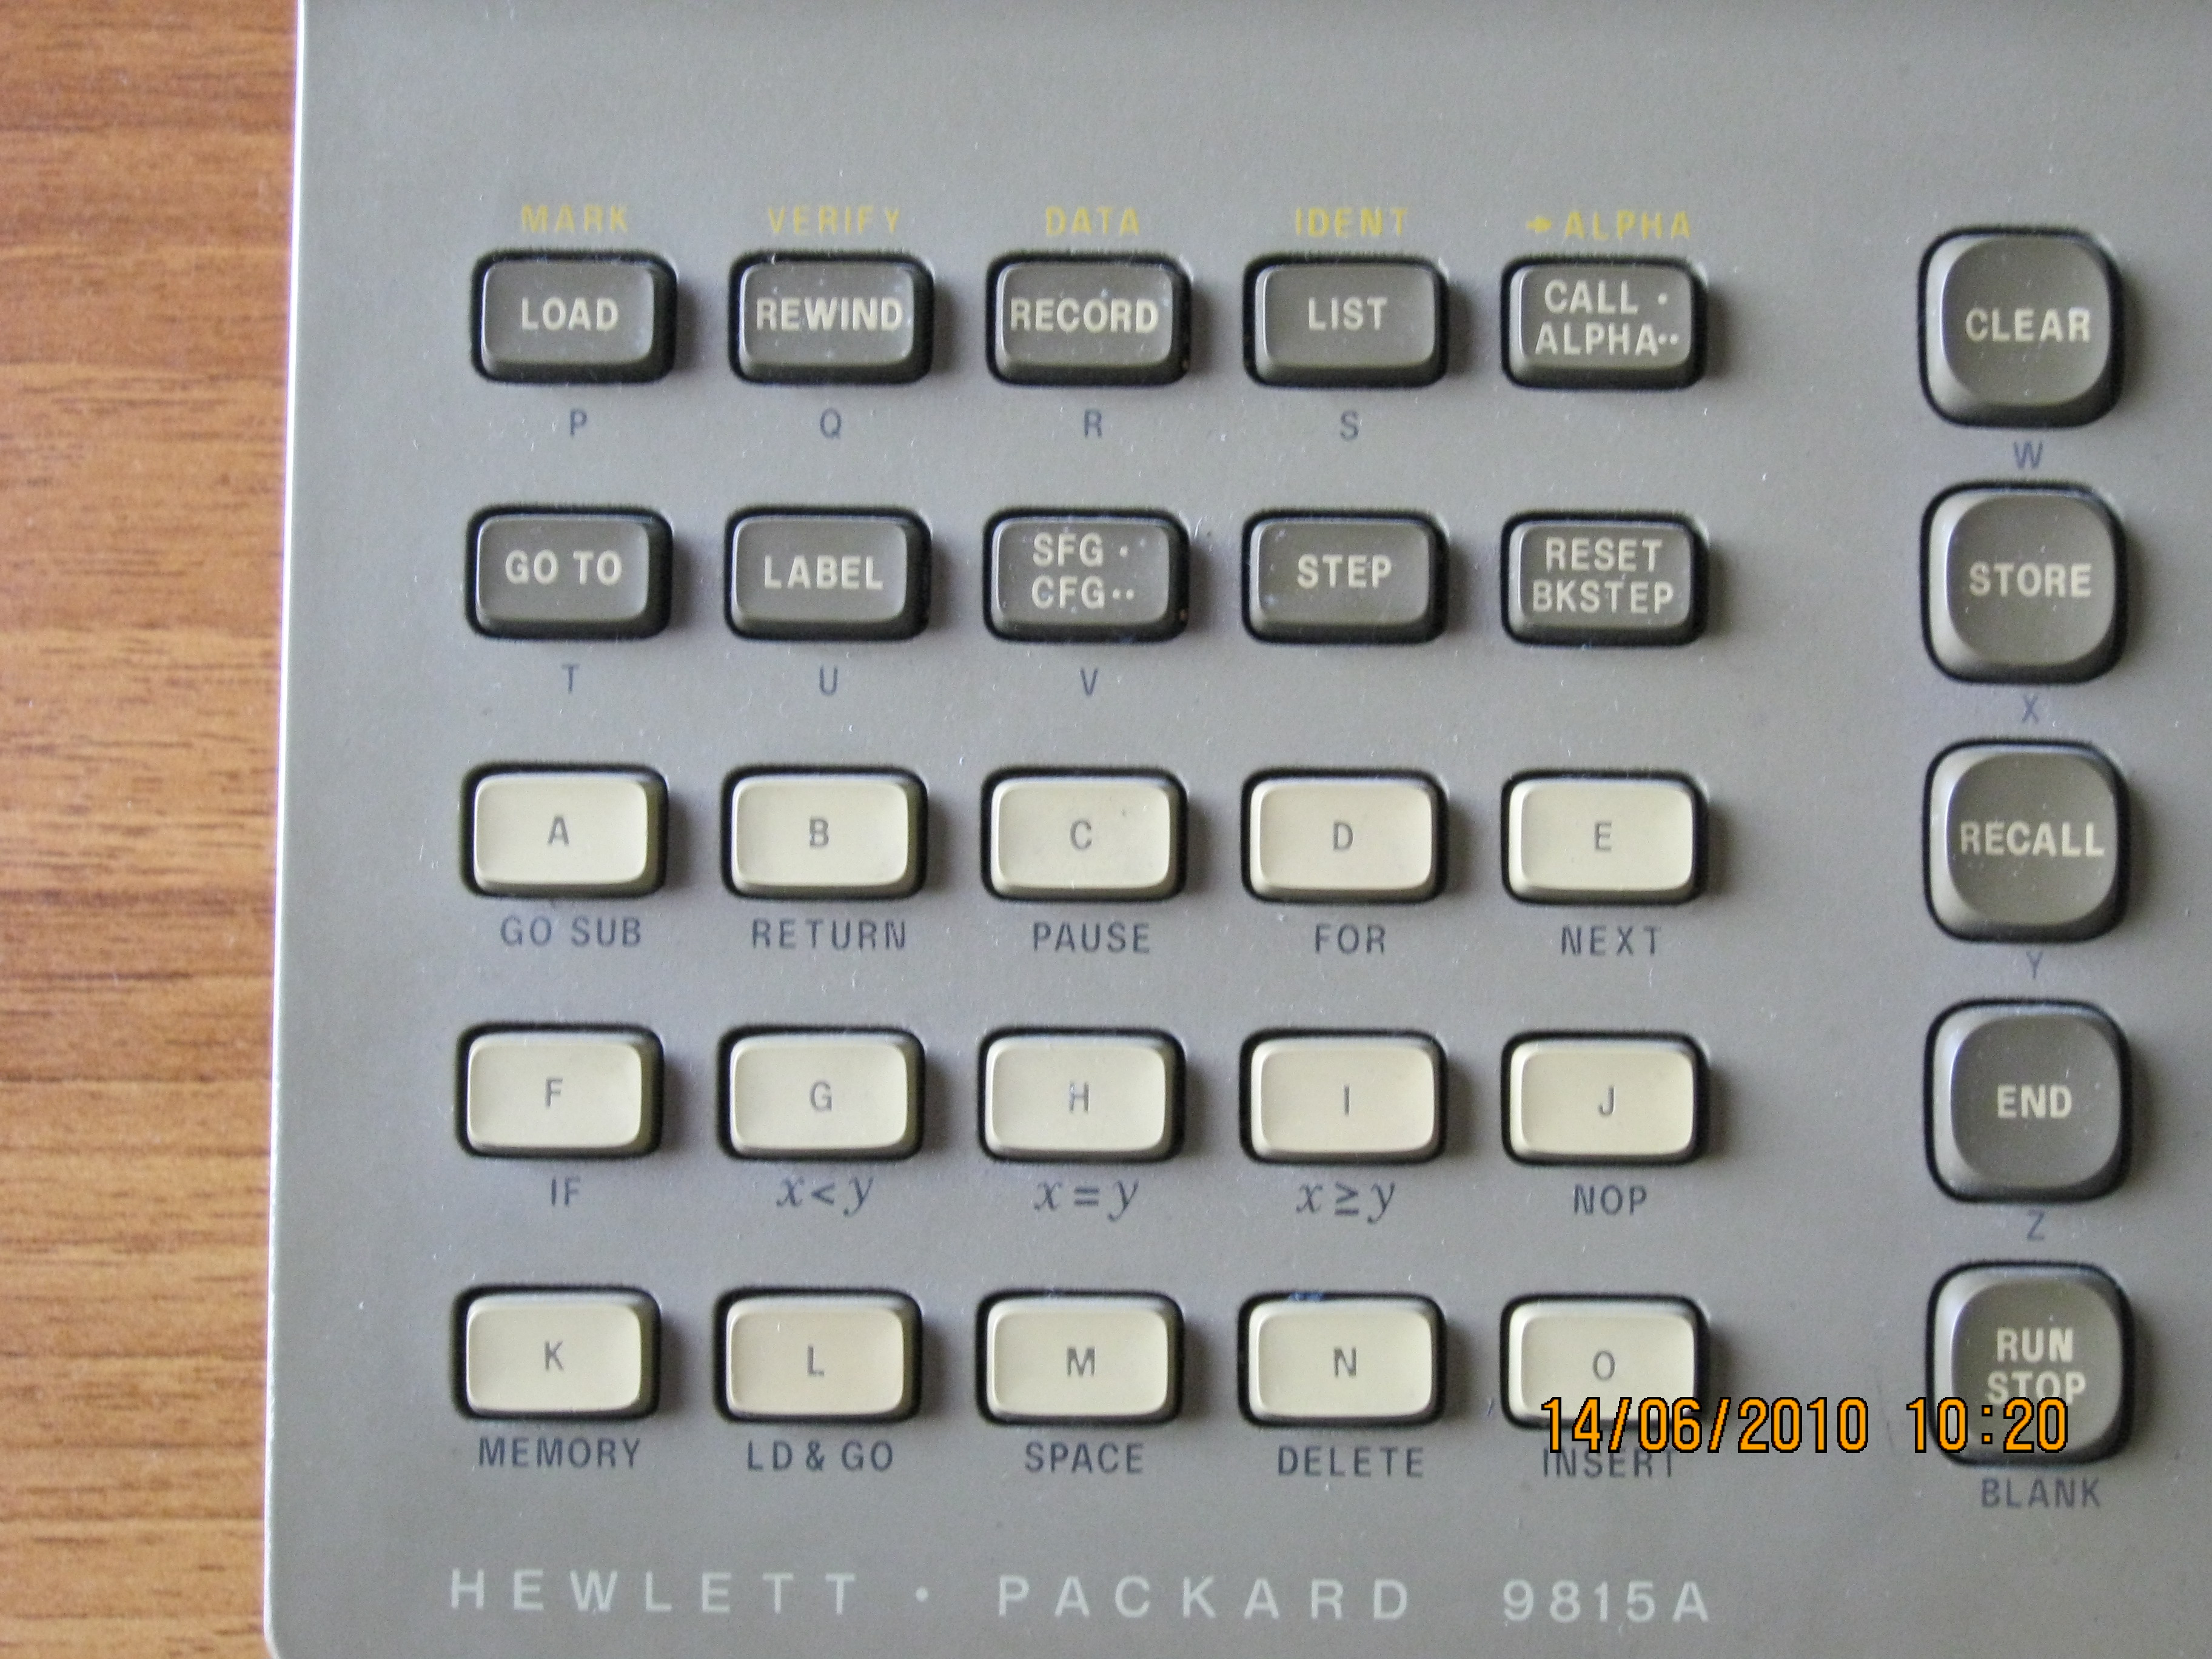 MARK VERIFY DATA IDENT →ALPHA
LOAD REWIND RECORD LIST CALL · ALPHA·· CLEAR
P Q R S W
GO TO LABEL SFG · CFG·· STEP RESET BKSTEP STORE
T U V X
A B C D E RECALL
GO SUB RETURN PAUSE FOR NEXT Y
F G H I J END
IF x<y x=y x≥y NOP Z
K L M N O RUN STOP
14/06/2010 10:20
MEMORY LD & GO SPACE DELETE INSERT BLANK
HEWLETT · PACKARD 9815A